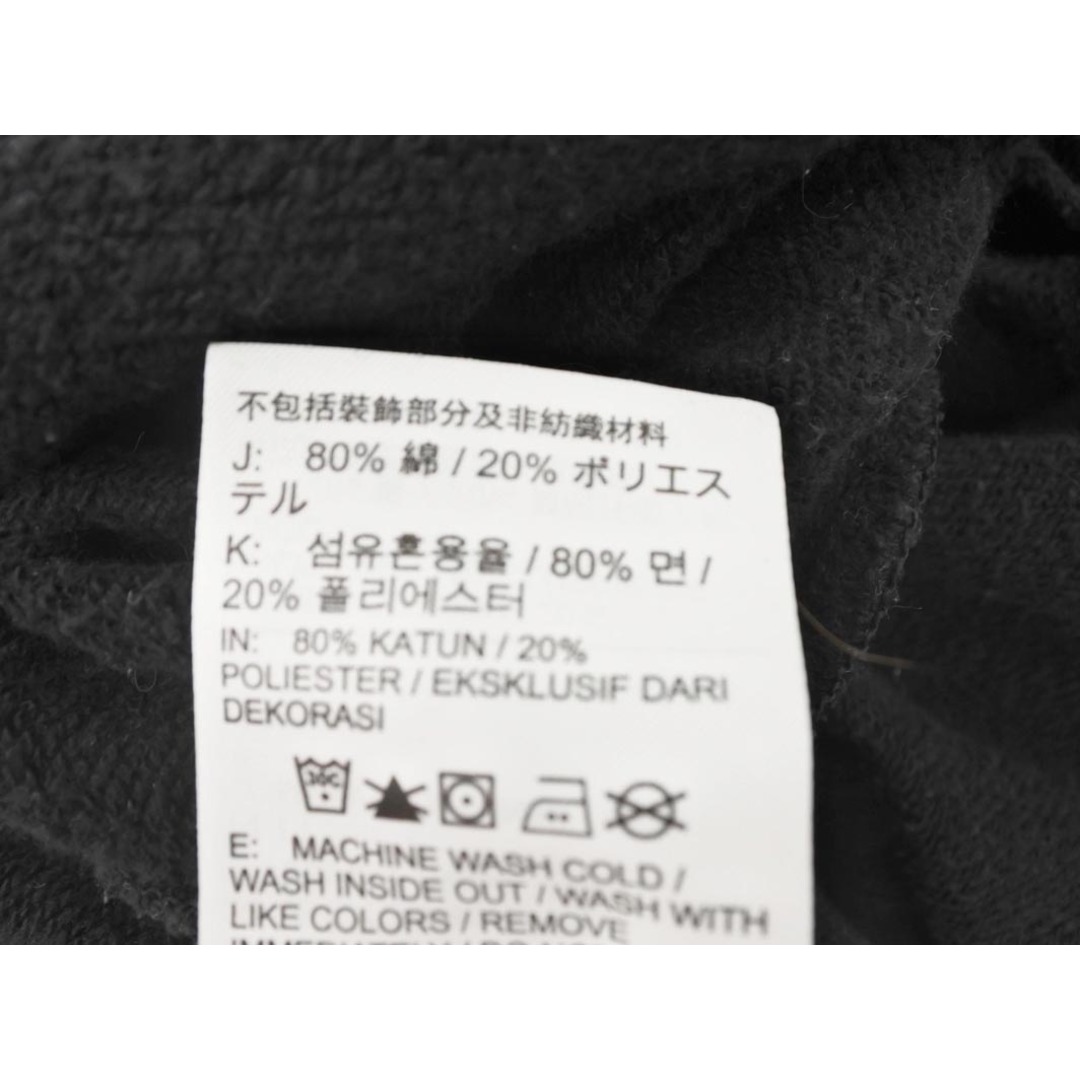 不包括裝飾部分及非紡織材料
J: 80% 綿 / 20% ポリエス
テル
K: 섬유혼용율 / 80% 면 /
20% 폴리에스터
IN: 80% KATUN / 20%
POLIESTER / EKSKLUSIF DARI
DEKORASI
30C
E: MACHINE WASH COLD /
WASH INSIDE OUT / WASH WITH
LIKE COLORS / REMOVE